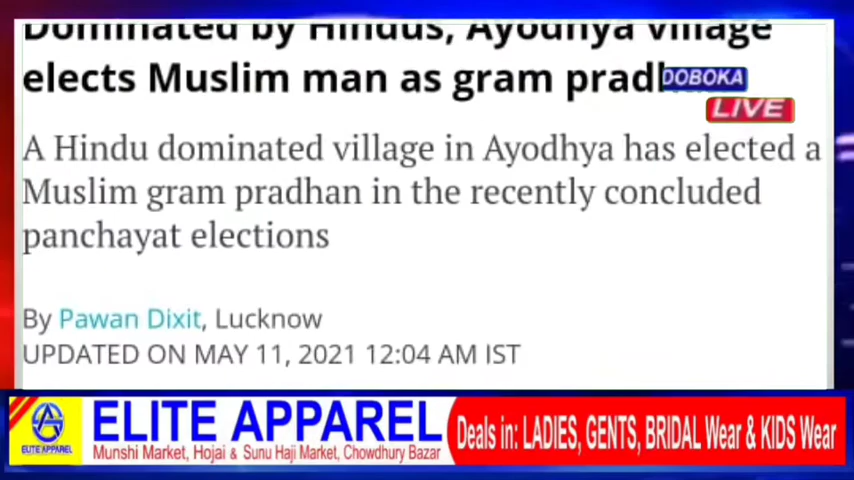 Dominated by Hindus, Ayodhya village
elects Muslim man as gram
DOBOKA
LIVE
A Hindu dominated village in Ayodhya has elected a
Muslim gram pradhan in the recently concluded
panchayat elections
By Pawan Dixit, Lucknow
UPDATED ON MAY 11, 2021 12:04 AM IST
ELITE APPAREL
ELITE APPAREL
Munshi Market, Hojai & Sunu Haji Market, Chowdhury Bazar
Deals in: LADIES, GENTS, BRIDAL Wear & KIDS Wear